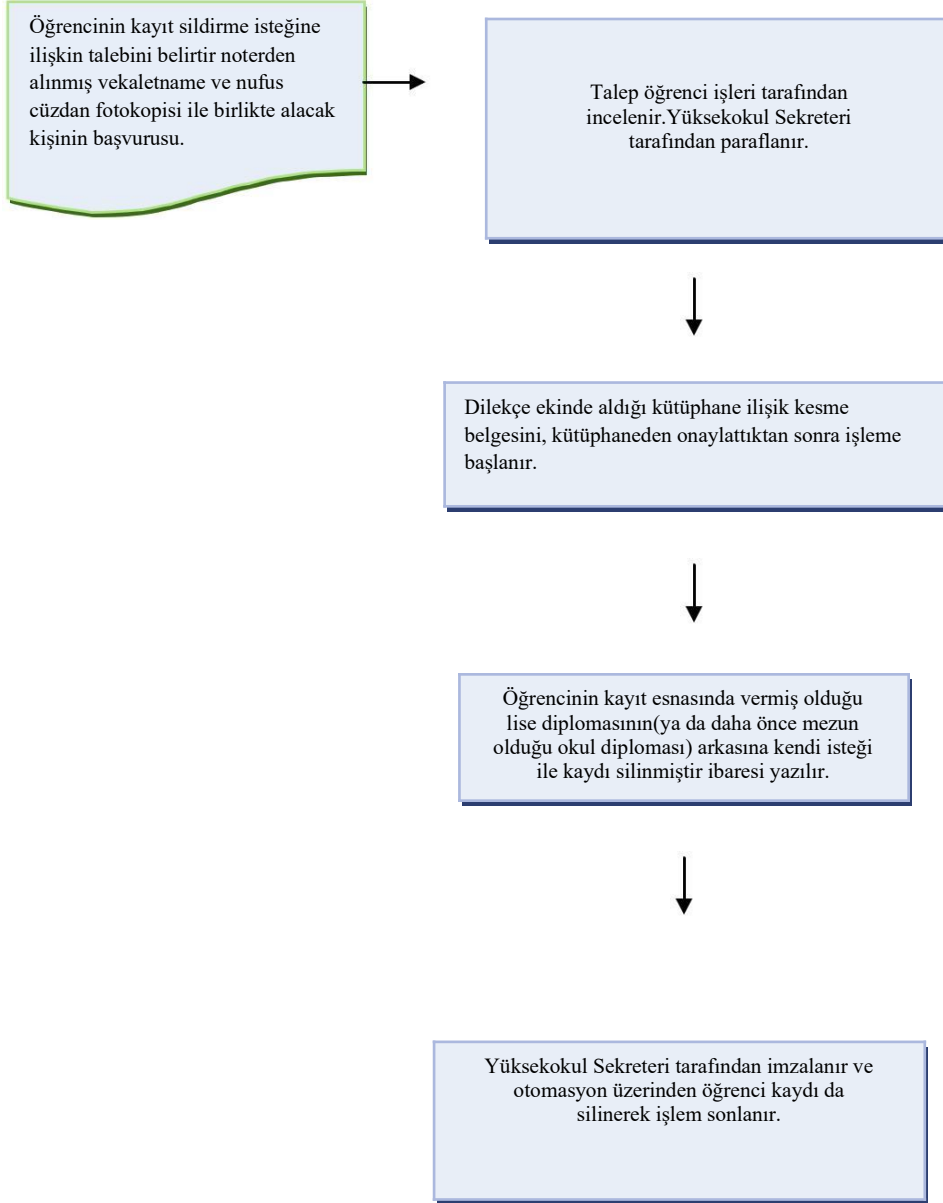 Öğrencinin kayıt sildirme isteğine
ilişkin talebini belirtir noterden
alınmış vekaletname ve nufus
cüzdan fotokopisi ile birlikte alacak
kişinin başvurusu.
Talep öğrenci işleri tarafından
incelenir.Yüksekokul Sekreteri
tarafından paraflanır.
Dilekçe ekinde aldığı kütüphane ilişik kesme
belgesini, kütüphaneden onaylattıktan sonra işleme
başlanır.
Öğrencinin kayıt esnasında vermiş olduğu
lise diplomasının(ya da daha önce mezun
olduğu okul diploması) arkasına kendi isteği
ile kaydı silinmiştir ibaresi yazılır.
Yüksekokul Sekreteri tarafından imzalanır ve
otomasyon üzerinden öğrenci kaydı da
silinerek işlem sonlanır.